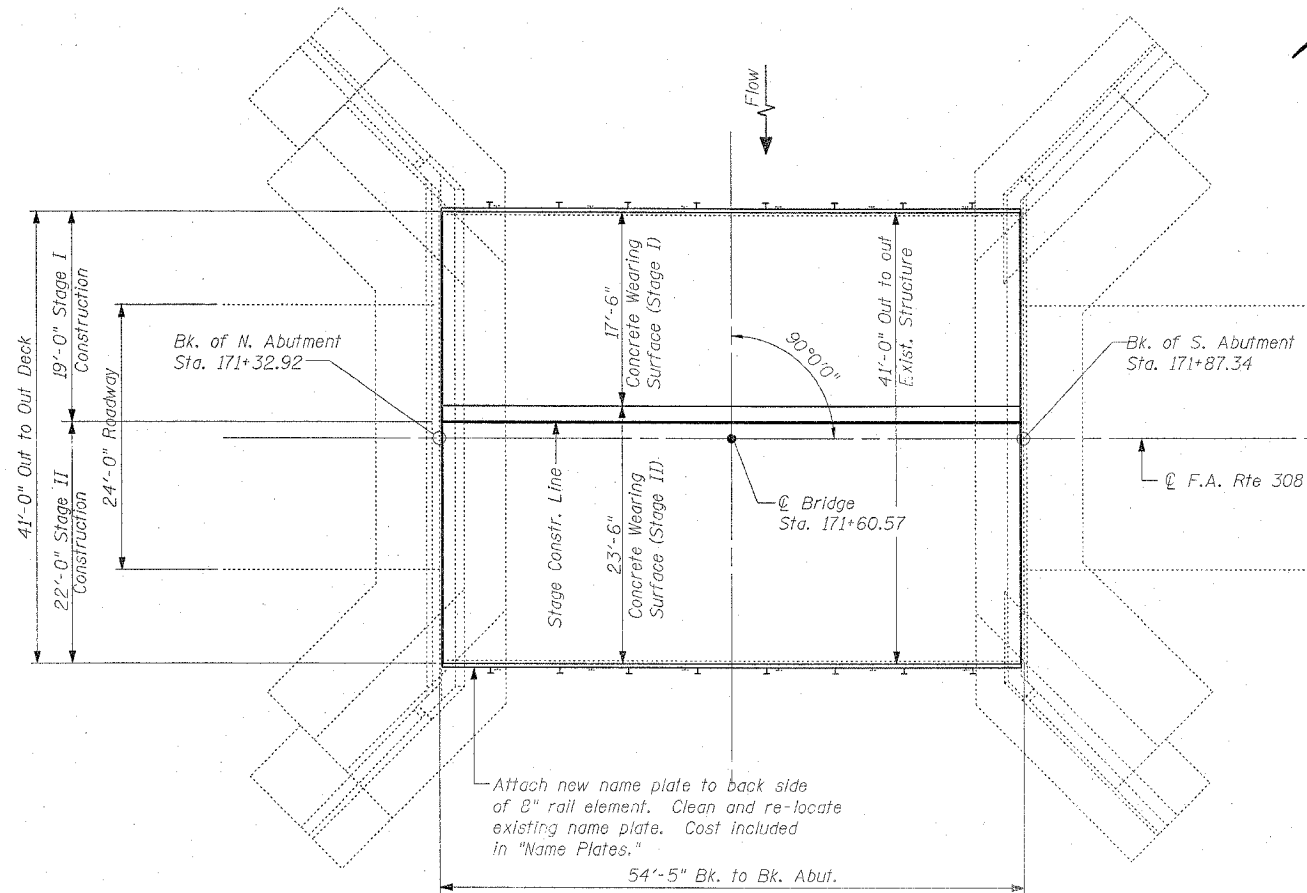 Flow
41'-0" Out to Out Deck
19'-0" Stage I
Construction
22'-0" Stage II
Construction
24'-0" Roadway
Bk. of N. Abutment
Sta. 171+32.92
17'-6"
Concrete Wearing
Surface (Stage I)
23'-6"
Concrete Wearing
Surface (Stage II)
Stage Constr. Line
41'-0" Out to out
Exist. Structure
90°0'0"
Bk. of S. Abutment
Sta. 171+87.34
℄ F.A. Rte 308
℄ Bridge
Sta. 171+60.57
Attach new name plate to back side
of 8" rail element. Clean and re-locate
existing name plate. Cost included
in "Name Plates."
54'-5" Bk. to Bk. Abut.